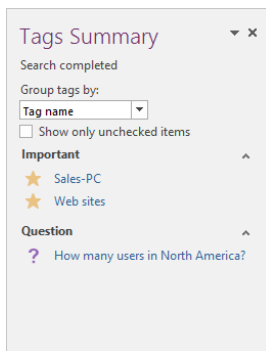 Tags Summary
Search completed
Group tags by:
Tag name
Show only unchecked items
Important
Sales-PC
Web sites
Question
? How many users in North America?